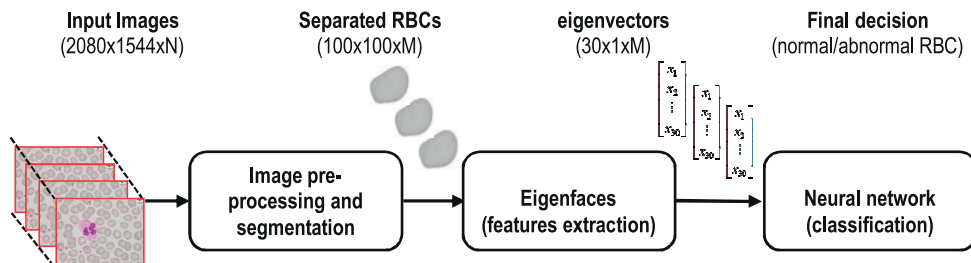 Input Images
(2080x1544xN)
Separated RBCs
(100x100xM)
eigenvectors
(30x1xM)
Final decision
(normal/abnormal RBC)
x1
x2
⋮
x30
x1
x2
⋮
x30
x1
x2
⋮
x30
Image pre-
processing and
segmentation
Eigenfaces
(features extraction)
Neural network
(classification)